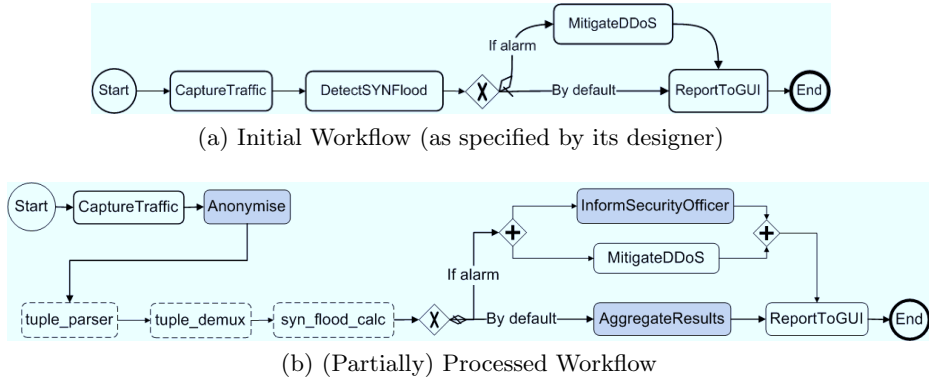 MitigateDDoS
If alarm
Start
CaptureTraffic
DetectSYNFlood
X
By default
ReportToGUI
End
(a) Initial Workflow (as specified by its designer)
Start
CaptureTraffic
Anonymise
InformSecurityOfficer
MitigateDDoS
If alarm
tuple_parser
tuple_demux
syn_flood_calc
X
By default
AggregateResults
ReportToGUI
End
(b) (Partially) Processed Workflow